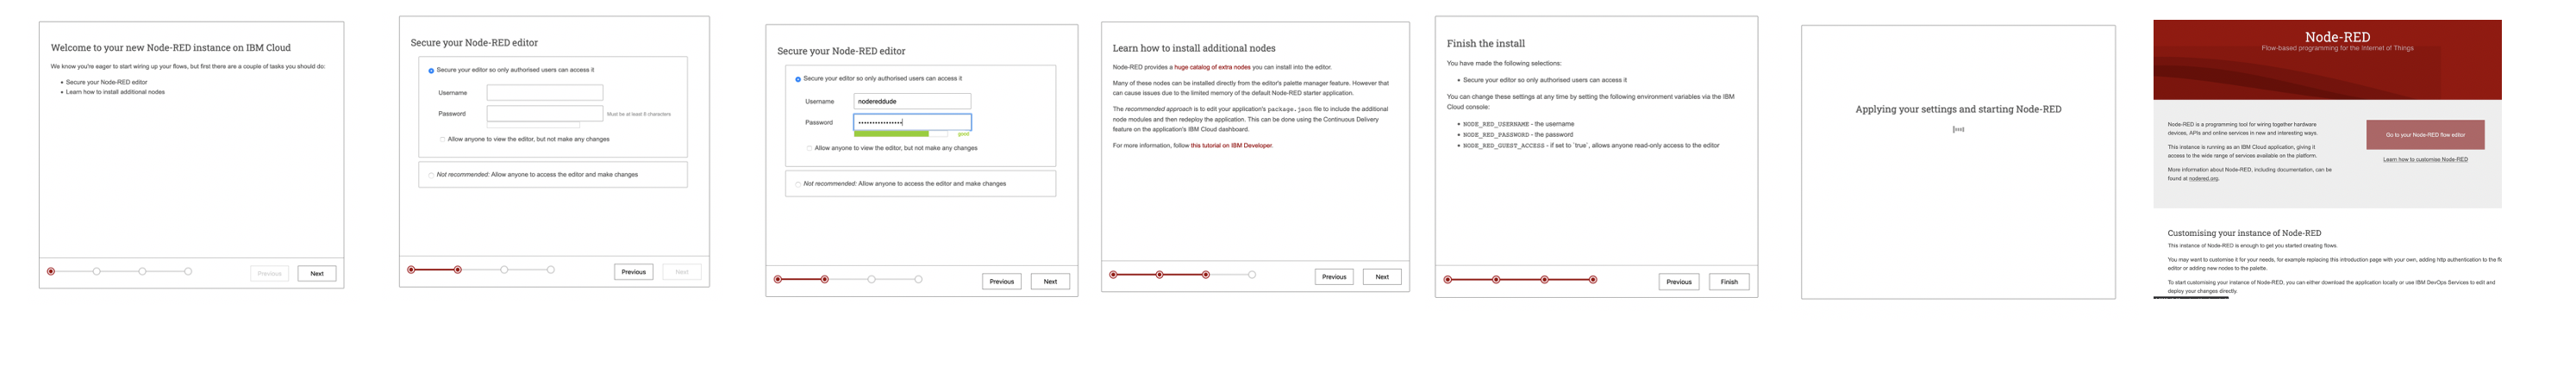 Welcome to your new Node-RED instance on IBM Cloud
We know you're eager to start wiring up your flows, but first there are a couple of tasks you should do:
• Secure your Node-RED editor
• Learn how to install additional nodes
Previous
Next
Secure your Node-RED editor
Secure your editor so only authorised users can access it
Username
Password
Must be at least 8 characters
Allow anyone to view the editor, but not make any changes
Not recommended: Allow anyone to access the editor and make changes
Previous
Next
Secure your Node-RED editor
Secure your editor so only authorised users can access it
Username
nodereddude
Password
good
Allow anyone to view the editor, but not make any changes
Not recommended: Allow anyone to access the editor and make changes
Previous
Next
Learn how to install additional nodes
Node-RED provides a huge catalog of extra nodes you can install into the editor.
Many of these nodes can be installed directly from the editor's palette manager feature. However that
can cause issues due to the limited memory of the default Node-RED starter application.
The recommended approach is to edit your application's package.json file to include the additional
node modules and then redeploy the application. This can be done using the Continuous Delivery
feature on the application's IBM Cloud dashboard.
For more information, follow this tutorial on IBM Developer.
Previous
Next
Finish the install
You have made the following selections:
• Secure your editor so only authorised users can access it
You can change these settings at any time by setting the following environment variables via the IBM
Cloud console:
• NODE_RED_USERNAME - the username
• NODE_RED_PASSWORD - the password
• NODE_RED_GUEST_ACCESS - if set to `true`, allows anyone read-only access to the editor
Previous
Finish
Applying your settings and starting Node-RED
Node-RED
Flow-based programming for the Internet of Things
Node-RED is a programming tool for wiring together hardware
devices, APIs and online services in new and interesting ways.
This instance is running as an IBM Cloud application, giving it
access to the wide range of services available on the platform.
More information about Node-RED, including documentation, can be
found at nodered.org.
Go to your Node-RED flow editor
Learn how to customise Node-RED
Customising your instance of Node-RED
This instance of Node-RED is enough to get you started creating flows.
You may want to customise it for your needs, for example replacing this introduction page with your own, adding http authentication to the
editor or adding new nodes to the palette.
To start customising your instance of Node-RED, you can either download the application locally or use IBM DevOps Services to edit and
deploy your changes directly.